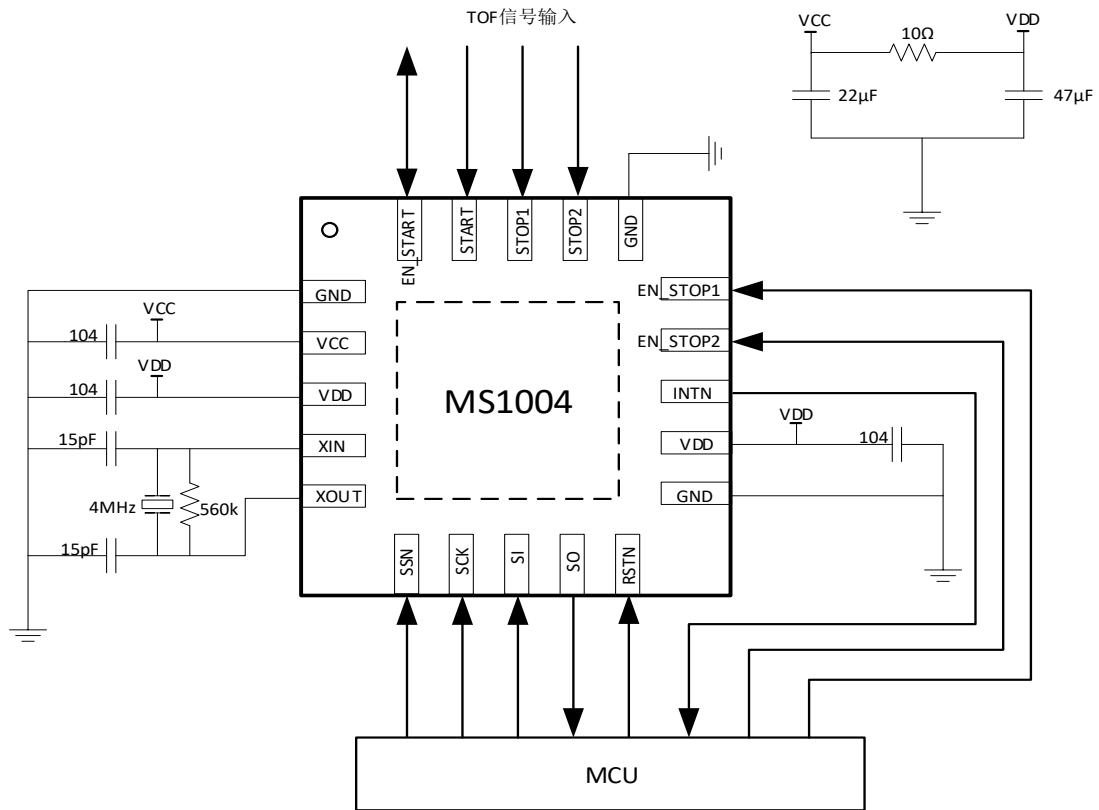 TOF信号输入
VCC
10Ω
VDD
22µF
47µF
EN_START
START
STOP1
STOP2
GND
GND
VCC
104
VCC
VDD
104
VDD
15pF
XIN
4MHz
560k
XOUT
15pF
MS1004
EN_STOP1
EN_STOP2
INTN
VDD
VDD
104
GND
SSN
SCK
SI
SO
RSTN
MCU